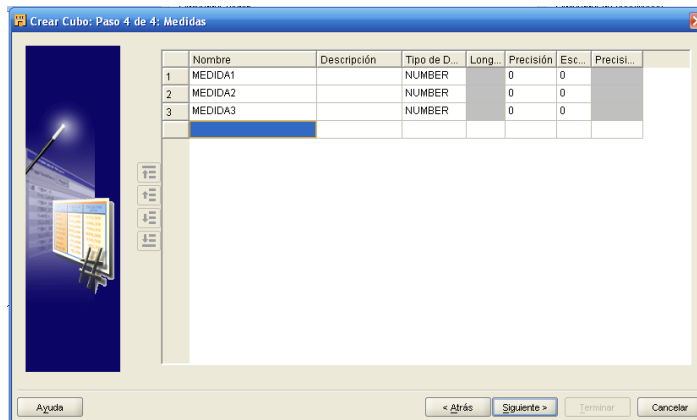 Crear Cubo: Paso 4 de 4: Medidas
Nombre Descripción Tipo de D... Long... Precisión Esc... Precisi...
1 MEDIDA1 NUMBER 0 0
2 MEDIDA2 NUMBER 0 0
3 MEDIDA3 NUMBER 0 0
Ayuda < Atrás Siguiente > Terminar Cancelar